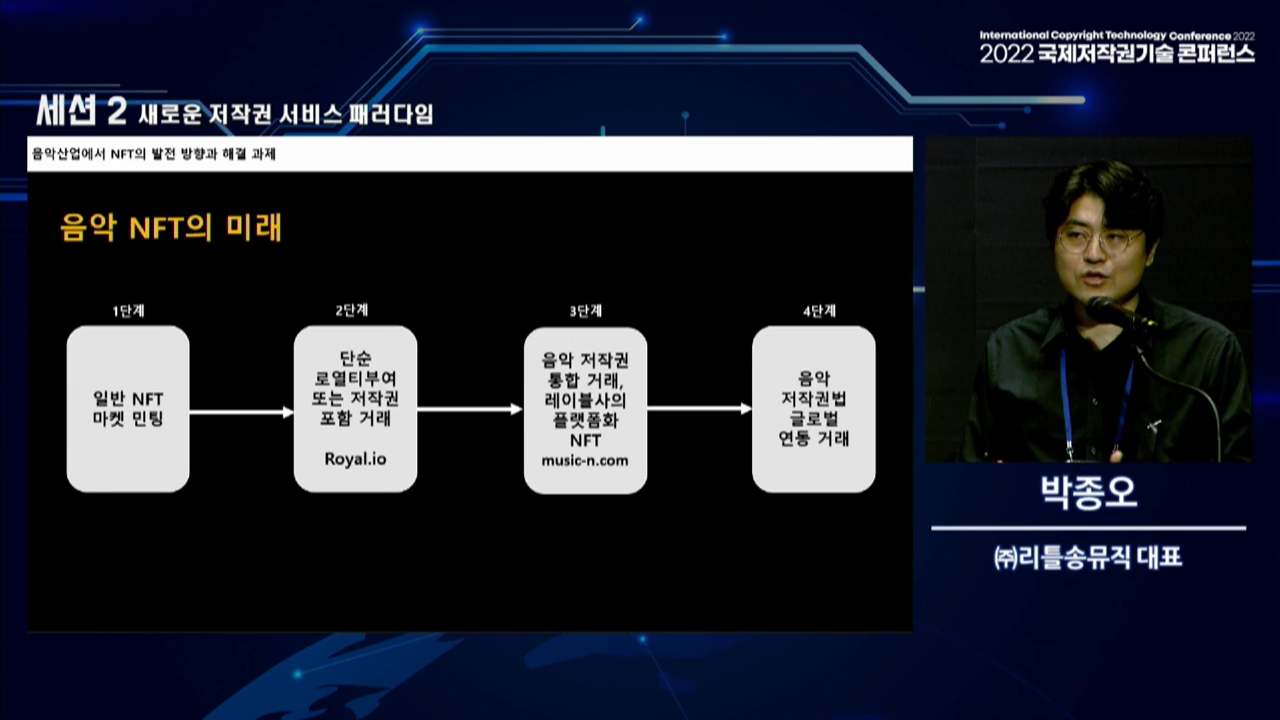 International Copyright Technology Conference 2022
2022 국제저작권기술 콘퍼런스
세션 2 새로운 저작권 서비스 패러다임
음악산업에서 NFT의 발전 방향과 해결 과제
음악 NFT의 미래
1단계
일반 NFT
마켓 민팅
2단계
단순
로열티부여
또는 저작권
포함 거래
Royal.io
3단계
음악 저작권
통합 거래,
레이블사의
플랫폼화
NFT
music-n.com
4단계
음악
저작권법
글로벌
연동 거래
박종오
㈜리틀송뮤직 대표